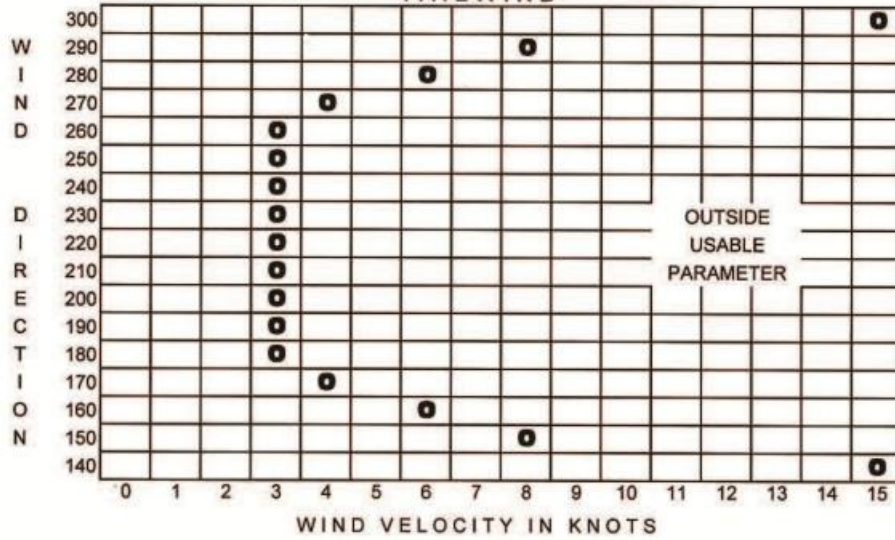 300 O
W 290 O
I 280 O
N 270 O
D 260 O
250 O
240 O
D 230 O OUTSIDE
I 220 O USABLE
R 210 O PARAMETER
E 200 O
C 190 O
T 180 O
I 170 O
O 160 O
N 150 O
140 O
0 1 2 3 4 5 6 7 8 9 10 11 12 13 14 15
WIND VELOCITY IN KNOTS